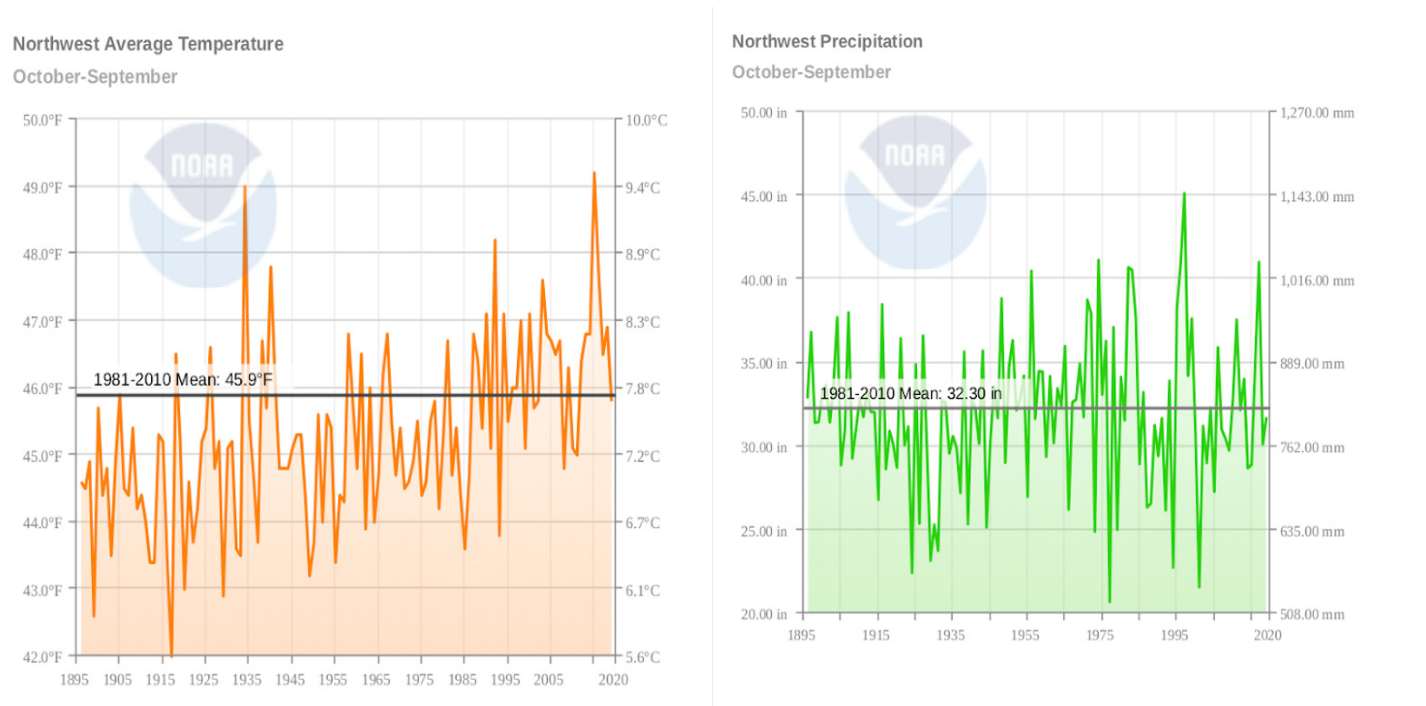 Northwest Average Temperature
October-September
50.0°F
49.0°F
48.0°F
47.0°F
46.0°F
45.0°F
44.0°F
43.0°F
42.0°F
10.0°C
9.4°C
8.9°C
8.3°C
7.8°C
7.2°C
6.7°C
6.1°C
5.6°C
NOAA
1981-2010 Mean: 45.9°F
1895 1905 1915 1925 1935 1945 1955 1965 1975 1985 1995 2005 2020
Northwest Precipitation
October-September
50.00 in
45.00 in
40.00 in
35.00 in
30.00 in
25.00 in
20.00 in
1,270.00 mm
1,143.00 mm
1,016.00 mm
889.00 mm
762.00 mm
635.00 mm
508.00 mm
NOAA
1981-2010 Mean: 32.30 in
1895 1915 1935 1955 1975 1995 2020